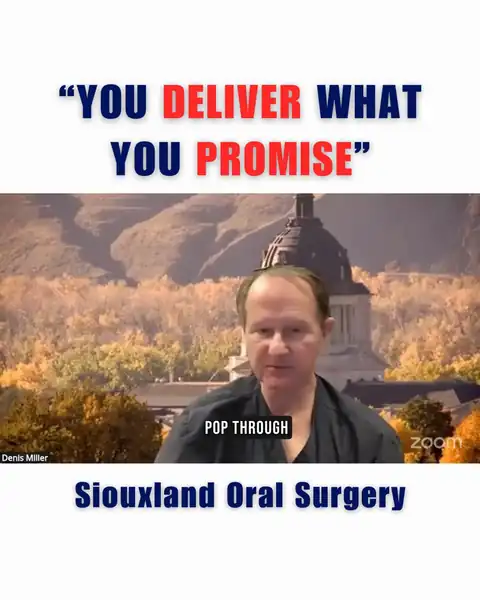 “YOU DELIVER WHAT
YOU PROMISE”
POP THROUGH
zoom
Denis Miller
Siouxland Oral Surgery